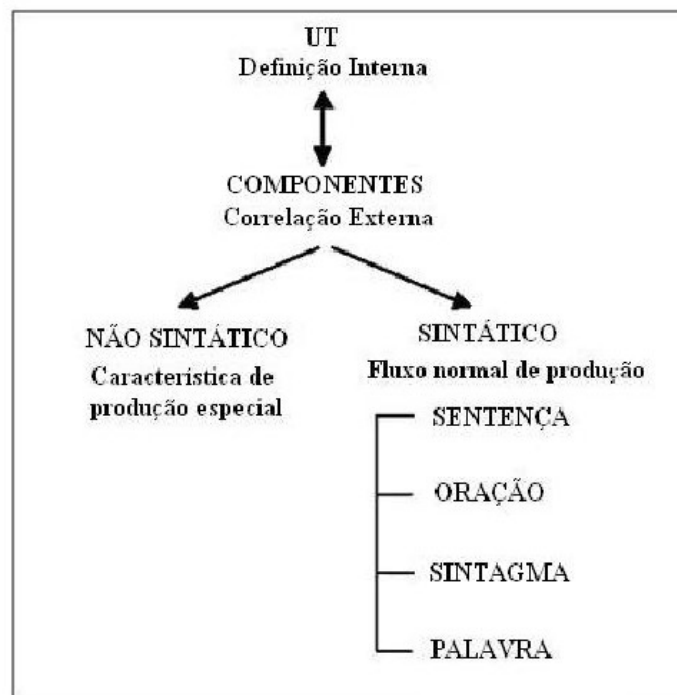 UT
Definição Interna
COMPONENTES
Correlação Externa
NÃO SINTÁTICO
Característica de
produção especial
SINTÁTICO
Fluxo normal de produção
SENTENÇA
ORAÇÃO
SINTAGMA
PALAVRA